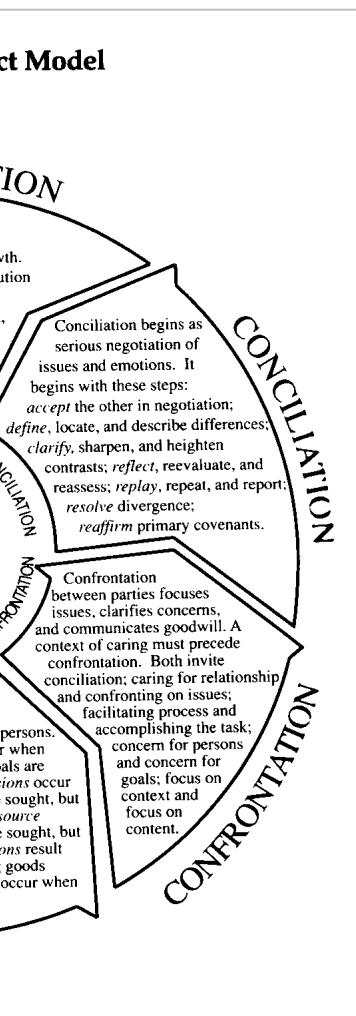 ct Model
TION
wth.
ution
CONCILIATION
Conciliation begins as
serious negotiation of
issues and emotions. It
begins with these steps:
accept the other in negotiation;
define, locate, and describe differences;
clarify, sharpen, and heighten
contrasts; reflect, reevaluate, and
reassess; replay, repeat, and report;
resolve divergence;
reaffirm primary covenants.
NCILIATION
FRONTATION
CONFRONTATION
Confrontation
between parties focuses
issues, clarifies concerns,
and communicates goodwill. A
context of caring must precede
confrontation. Both invite
conciliation; caring for relationship
and confronting on issues;
facilitating process and
accomplishing the task;
concern for persons
and concern for
goals; focus on
context and
focus on
content.
persons.
r when
als are
ions occur
sought, but
source
sought, but
ons result
goods
occur when